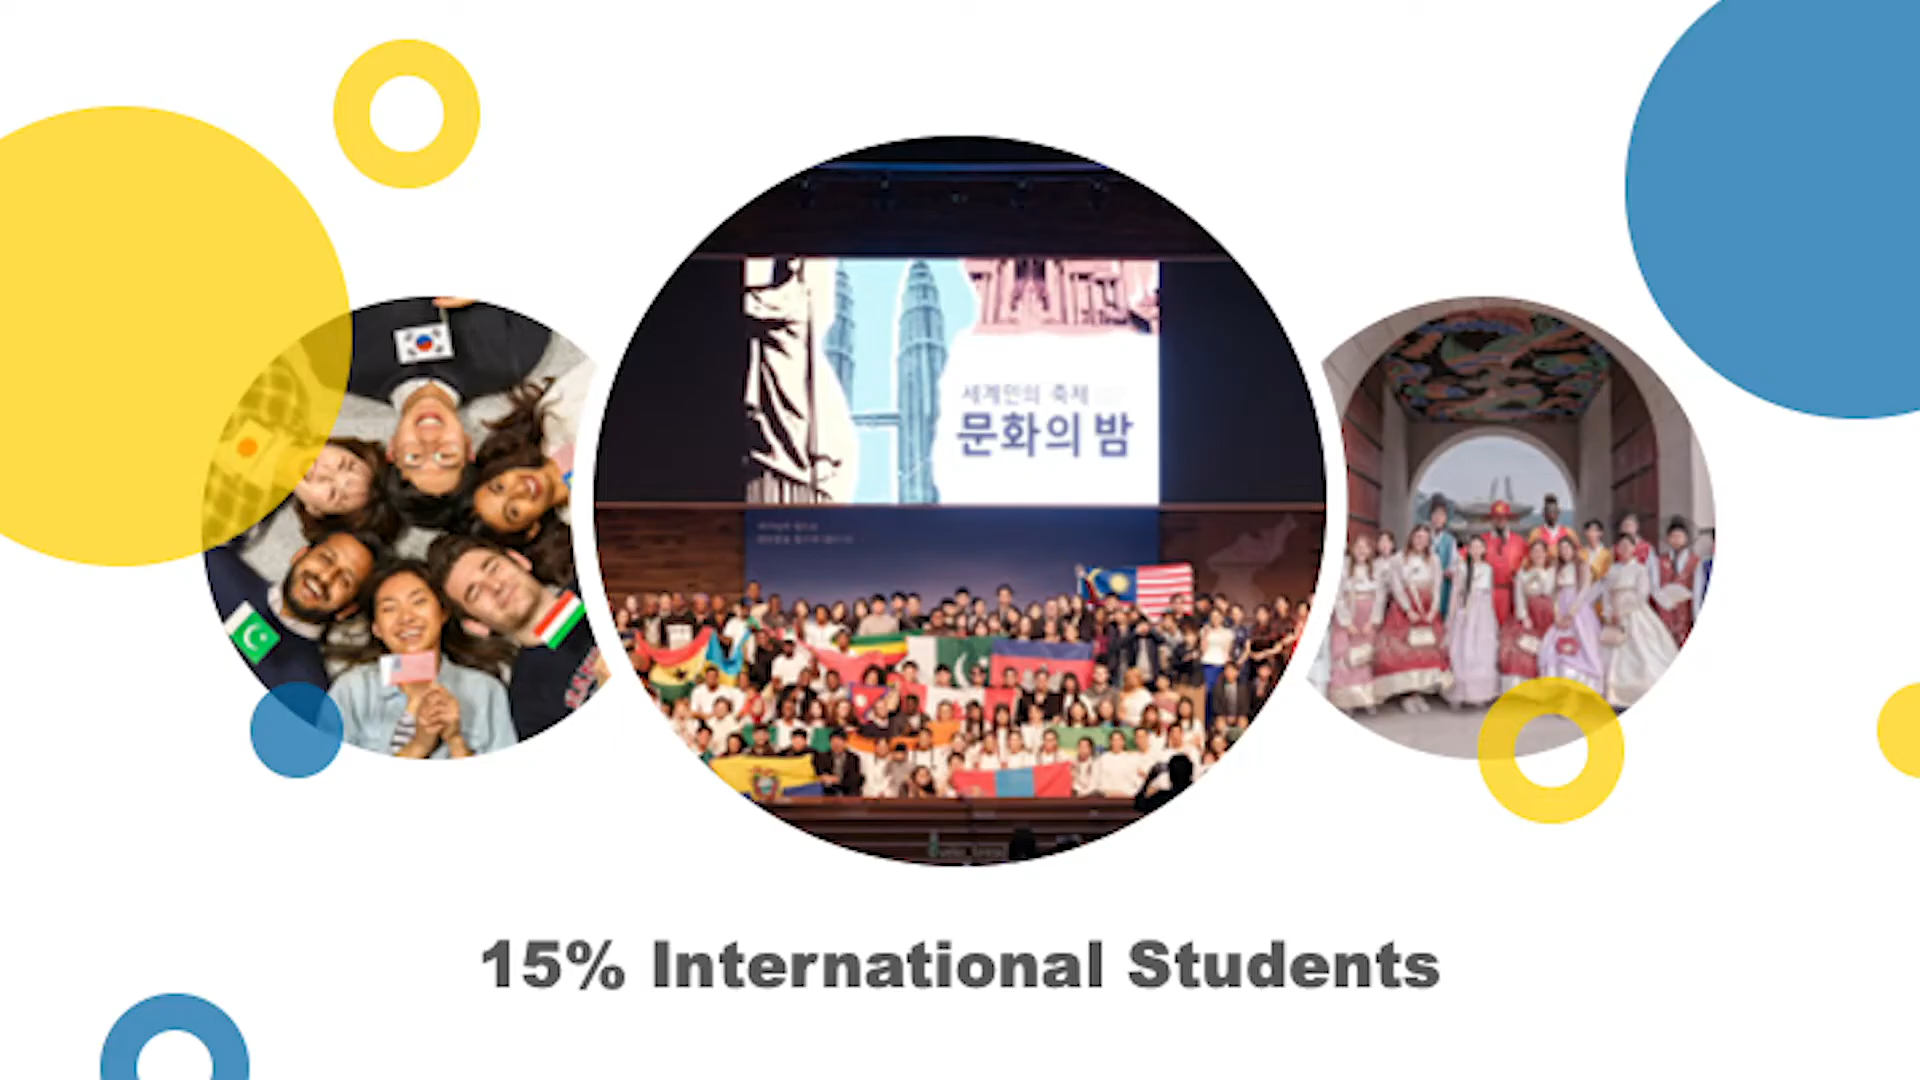 세계인의 축제
문화의 밤
15% International Students